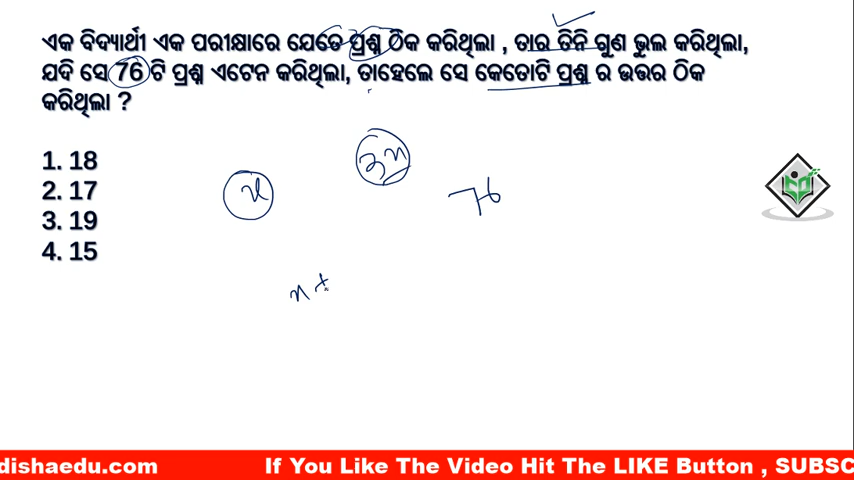 ଏକ ବିଦ୍ୟାର୍ଥୀ ଏକ ପରୀକ୍ଷାରେ ଯେତେ ପ୍ରଶ୍ନ ଠିକ କରିଥିଲା , ତାର ତିନି ଗୁଣ ଭୁଲ କରିଥିଲା,
ଯଦି ସେ 76 ଟି ପ୍ରଶ୍ନ ଏଟେନ କରିଥିଲା, ତାହେଲେ ସେ କେତୋଟି ପ୍ରଶ୍ନ ର ଉତ୍ତର ଠିକ
କରିଥିଲା ?
1. 18
2. 17
3. 19
4. 15
x
3x
76
x +
dishaedu.com If You Like The Video Hit The LIKE Button , SUBSC